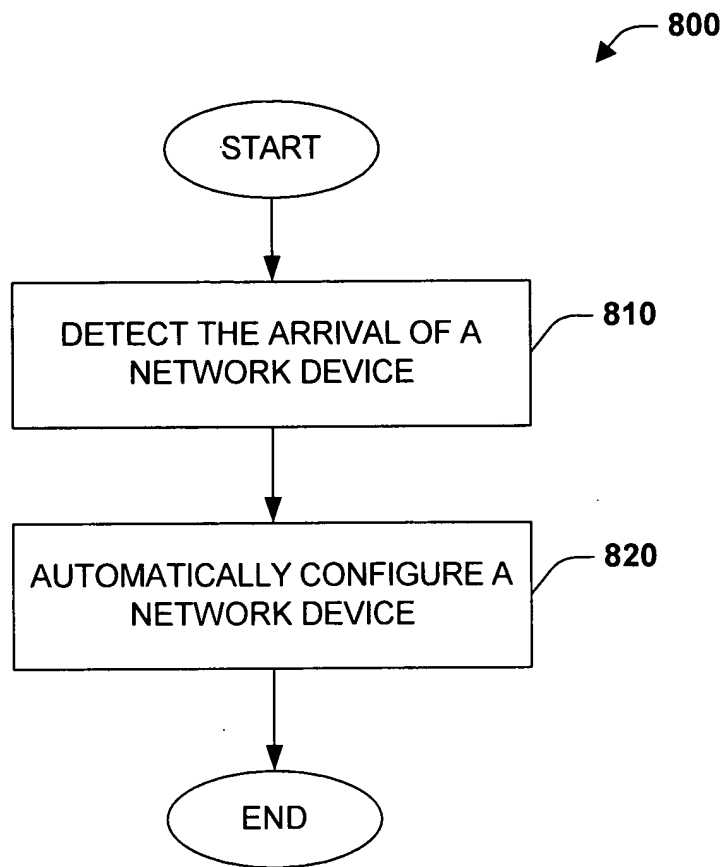 800
START
DETECT THE ARRIVAL OF A
NETWORK DEVICE
810
AUTOMATICALLY CONFIGURE A
NETWORK DEVICE
820
END